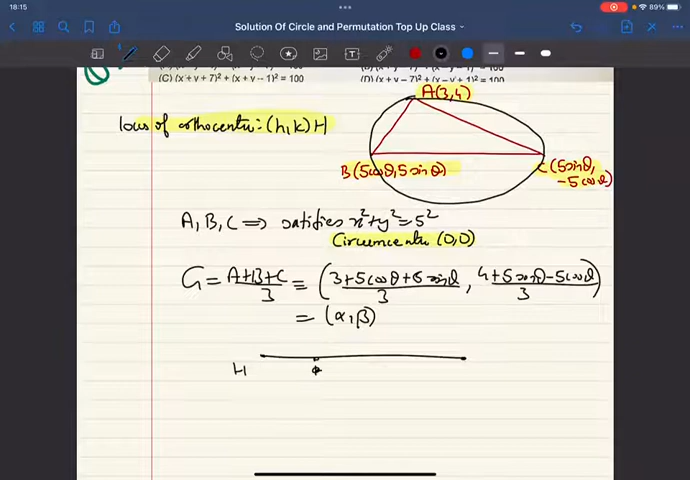 18:15
89%
Solution Of Circle and Permutation Top Up Class
(C) (x + y + 7)² + (x - y - 1)² = 100
(D) (x + y - 7)² + (x - y + 1)² = 100
locus of orthocentre :- (h, k) H
A(3,4)
B(5cosθ, 5sinθ)
C(5sinθ, -5cosθ)
A, B, C ⟹ satisfies x²+y²=5²
Circumcentre (0,0)
G = A+B+C/3 ≡ (3+5cosθ+5sinθ/3, 4+5sinθ-5cosθ/3)
= (α, β)
H